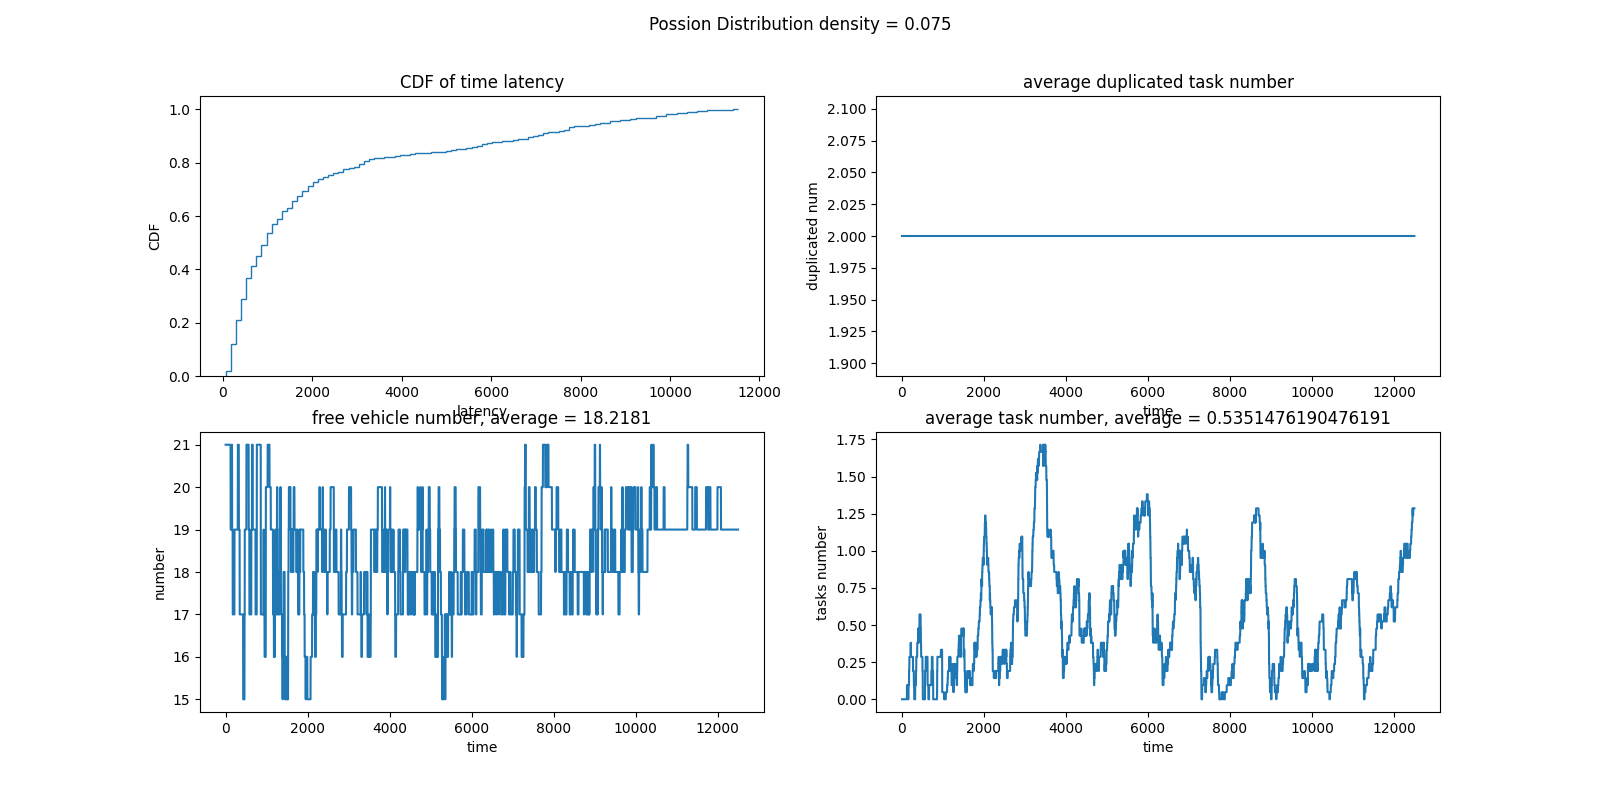 Possion Distribution density = 0.075
CDF of time latency
1.0
0.8
0.6
0.4
0.2
0.0
CDF
0 2000 4000 6000 8000 10000 12000
latency
average duplicated task number
2.100
2.075
2.050
2.025
2.000
1.975
1.950
1.925
1.900
duplicated num
0 2000 4000 6000 8000 10000 12000
time
free vehicle number, average = 18.2181
21
20
19
18
17
16
15
number
0 2000 4000 6000 8000 10000 12000
time
average task number, average = 0.5351476190476191
1.75
1.50
1.25
1.00
0.75
0.50
0.25
0.00
tasks number
0 2000 4000 6000 8000 10000 12000
time